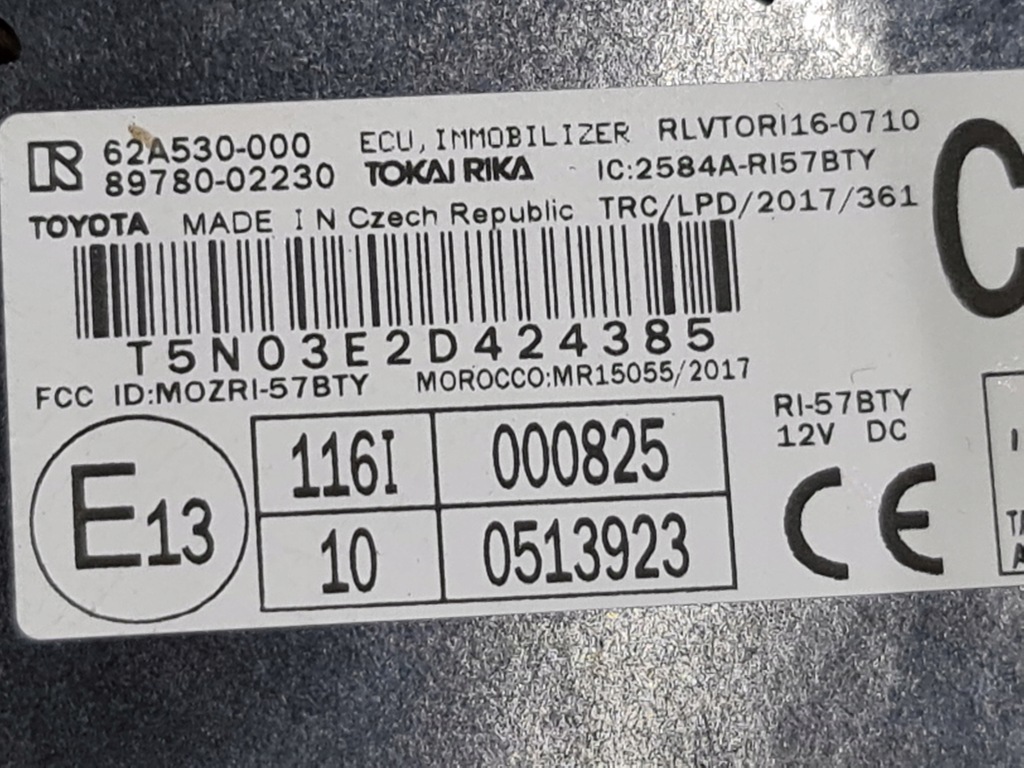 62A530-000 ECU, IMMOBILIZER RLVTORI16-0710
89780-02230 TOKAI RIKA IC:2584A-RI57BTY
TOYOTA MADE IN Czech Republic TRC/LPD/2017/361
T5N03E2D424385
FCC ID:MOZRI-57BTY MOROCCO:MR15055/2017
RI-57BTY
12V DC
E13
116I 000825
10 0513923
CE